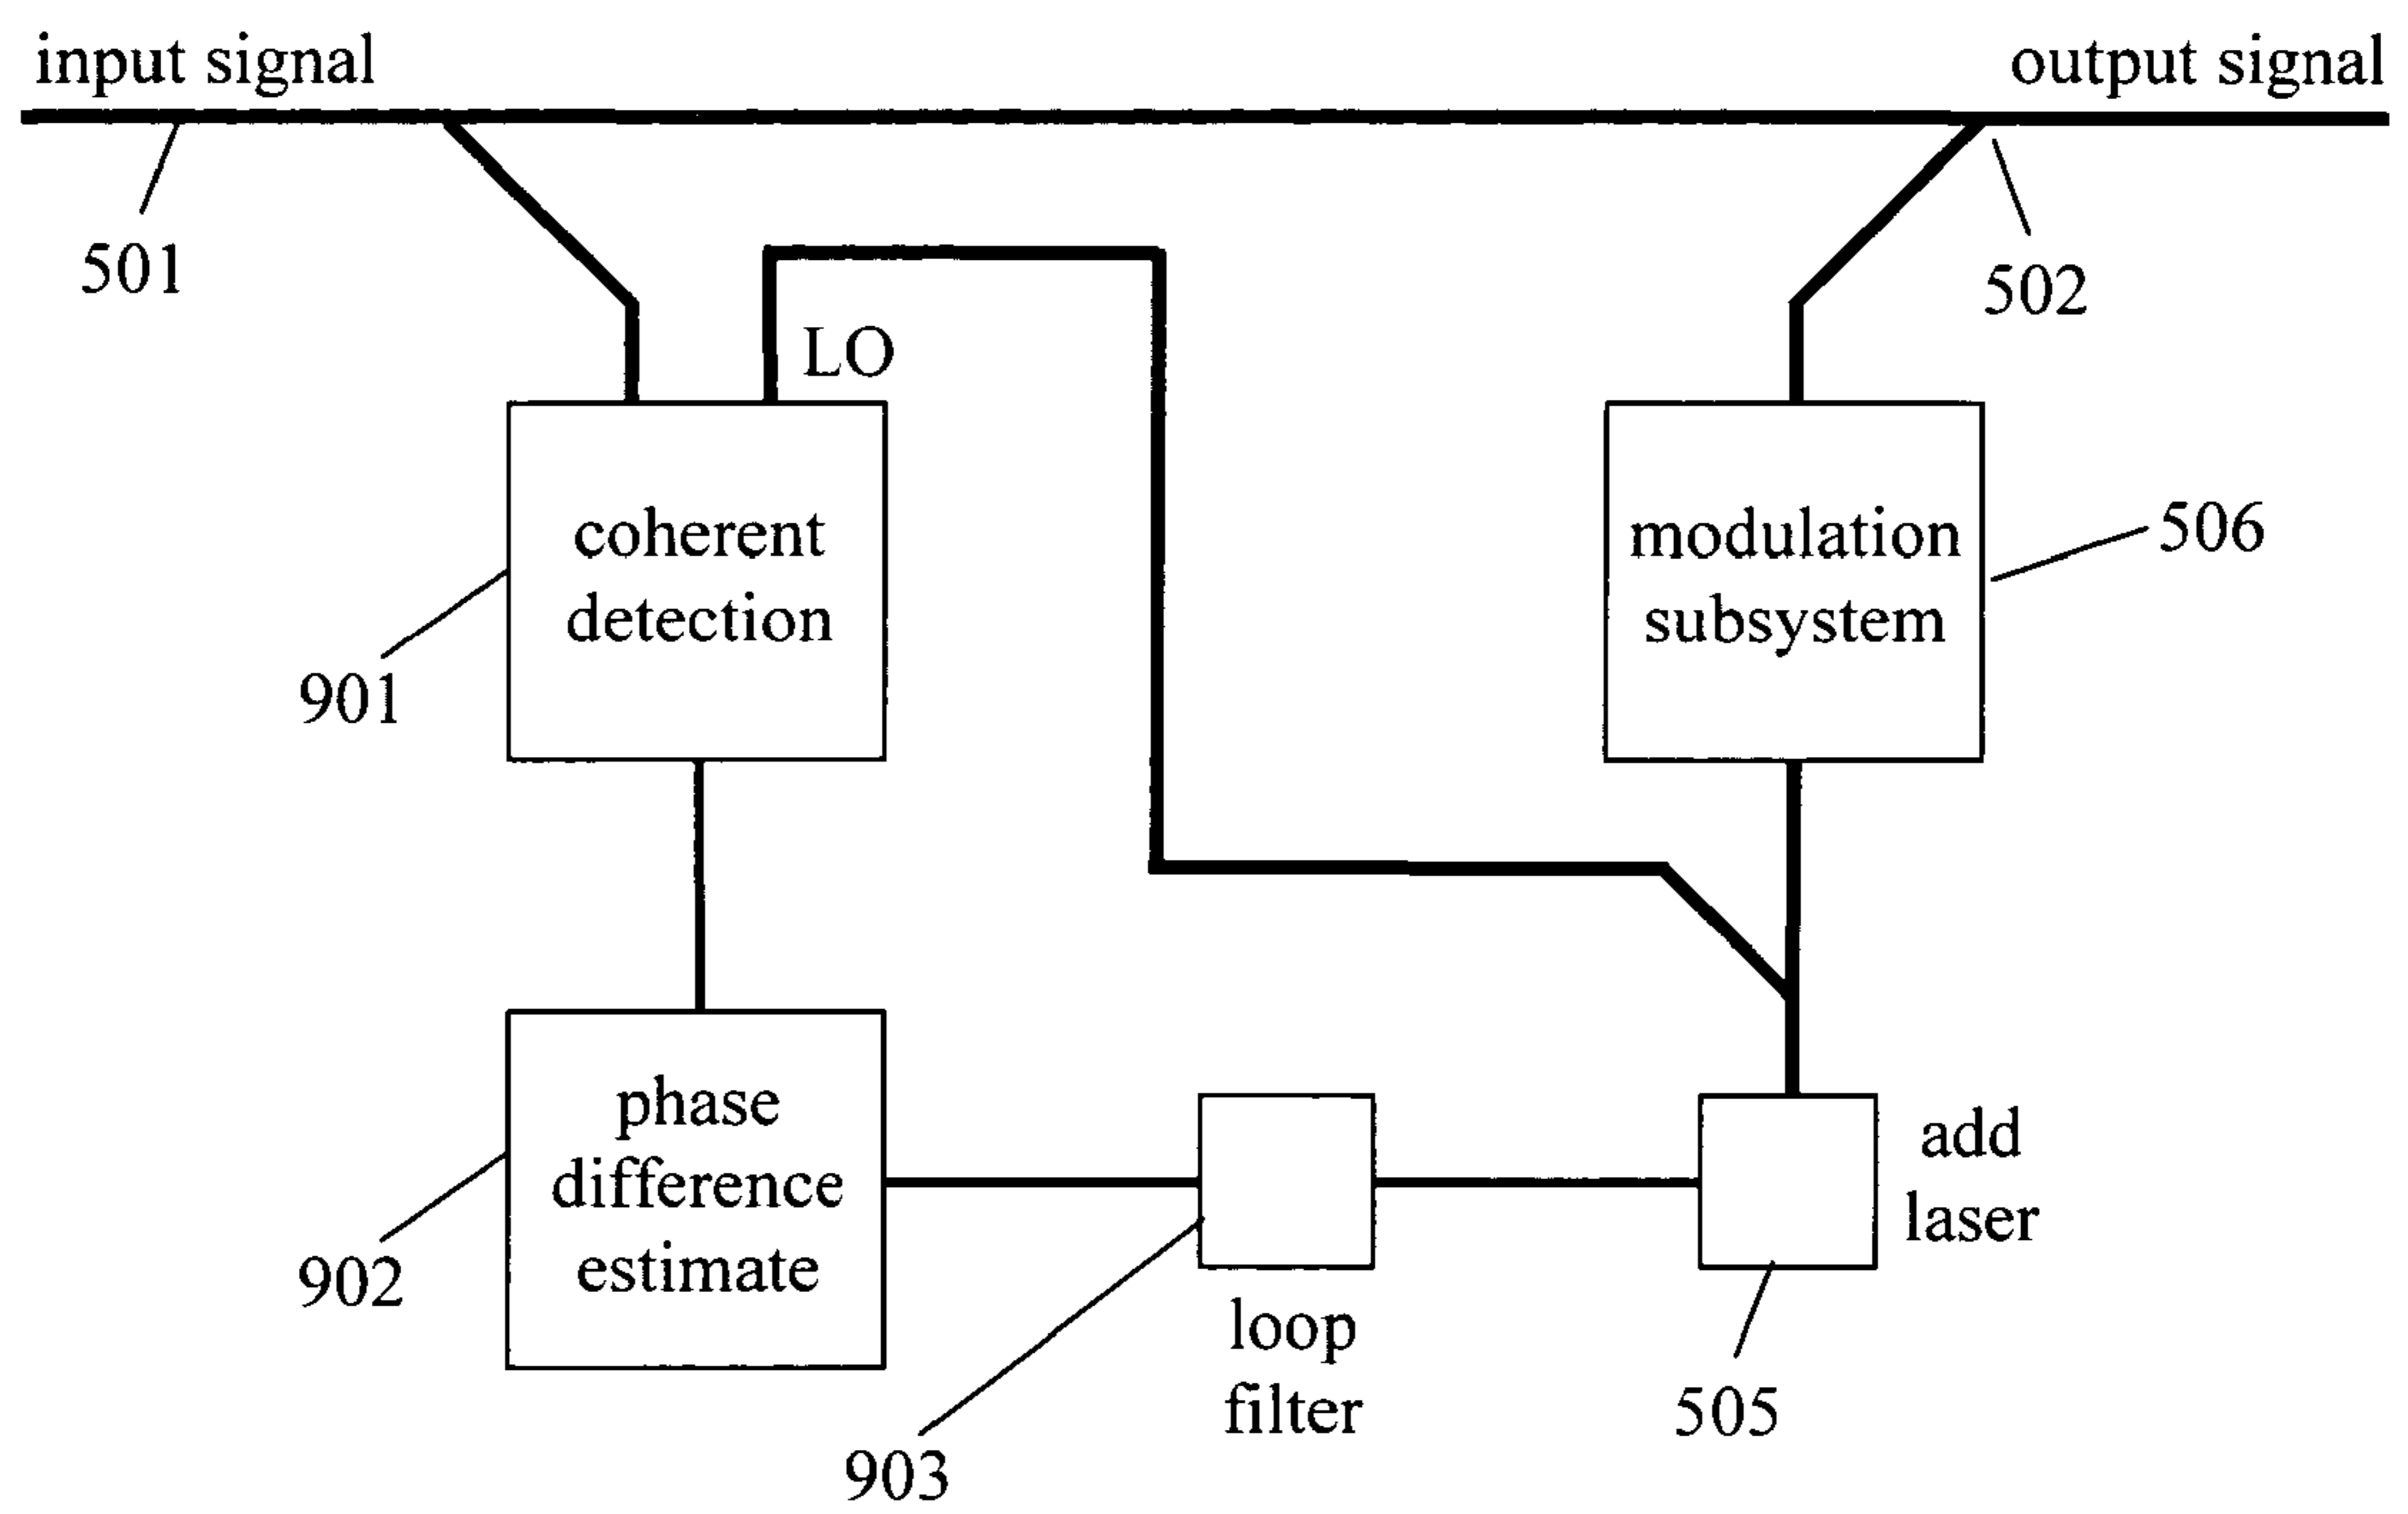 input signal
output signal
501
502
LO
coherent
detection
modulation
subsystem
506
901
phase
difference
estimate
add
laser
902
loop
filter
505
903